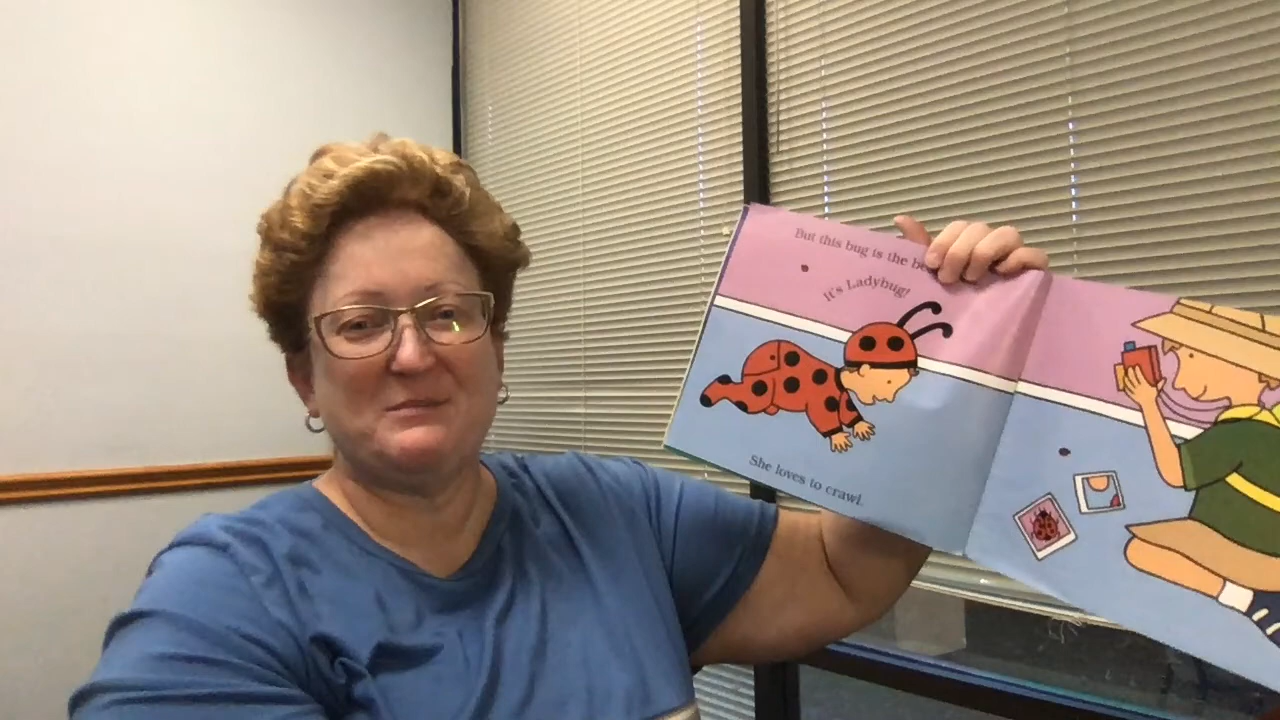 But this bug is the
It's Ladybug!
She loves to crawl.